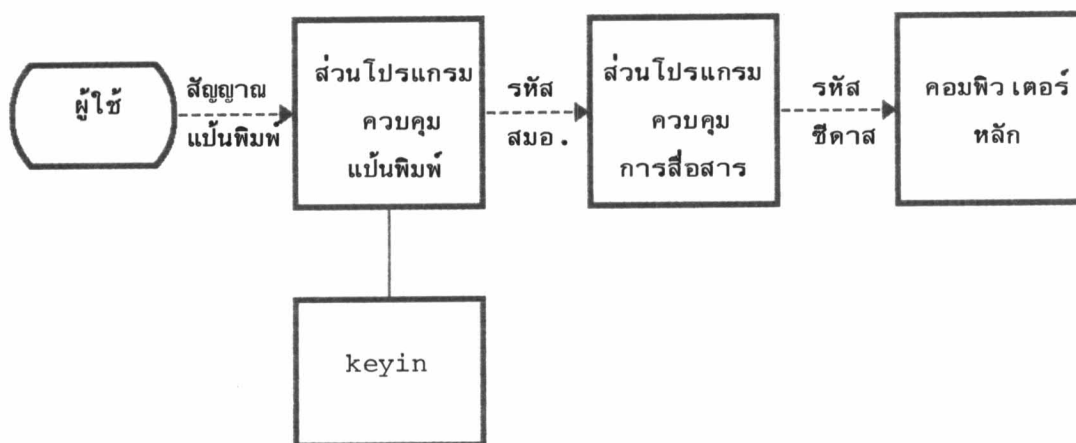 ผู้ใช้
สัญญาณ
แป้นพิมพ์
ส่วนโปรแกรม
ควบคุม
แป้นพิมพ์
รหัส
สมอ.
ส่วนโปรแกรม
ควบคุม
การสื่อสาร
รหัส
ซีดาส
คอมพิวเตอร์
หลัก
keyin